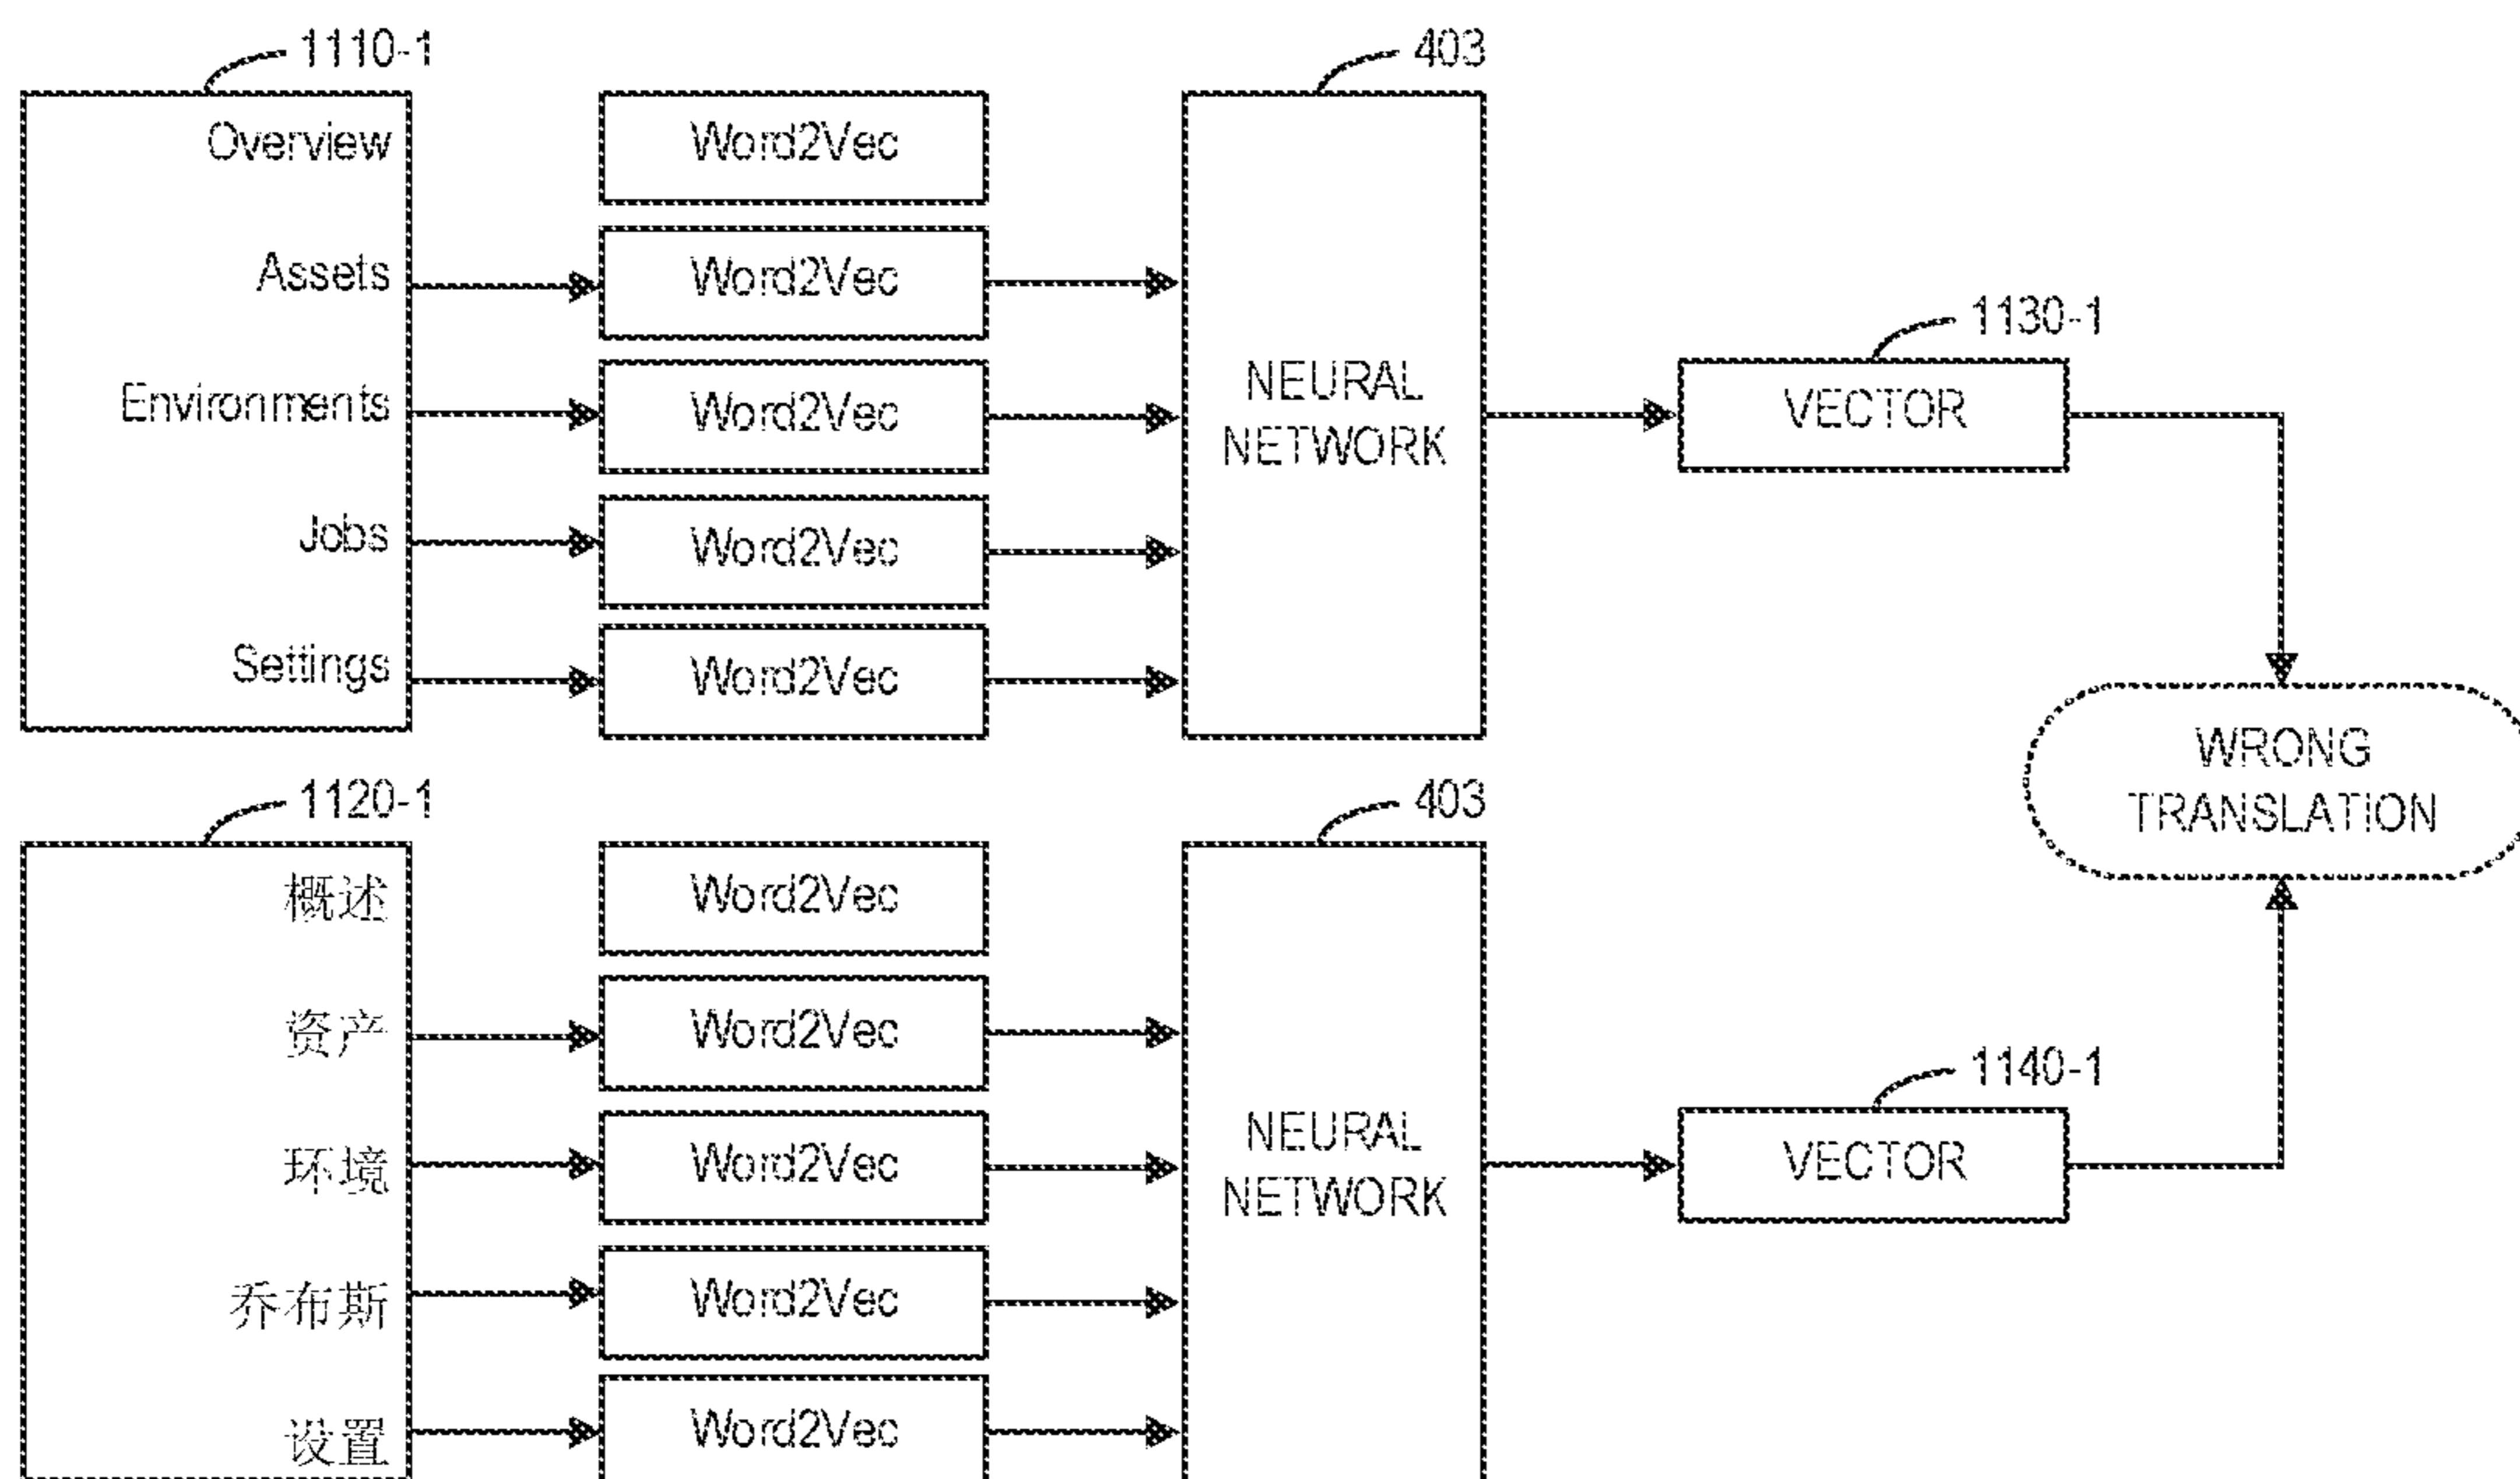 1110-1
403
Overview
Word2Vec
Assets
Word2Vec
Environments
Word2Vec
Jobs
Word2Vec
Settings
Word2Vec
NEURAL
NETWORK
1130-1
VECTOR
WRONG
TRANSLATION
1120-1
403
概述
Word2Vec
资产
Word2Vec
环境
Word2Vec
乔布斯
Word2Vec
设置
Word2Vec
NEURAL
NETWORK
1140-1
VECTOR